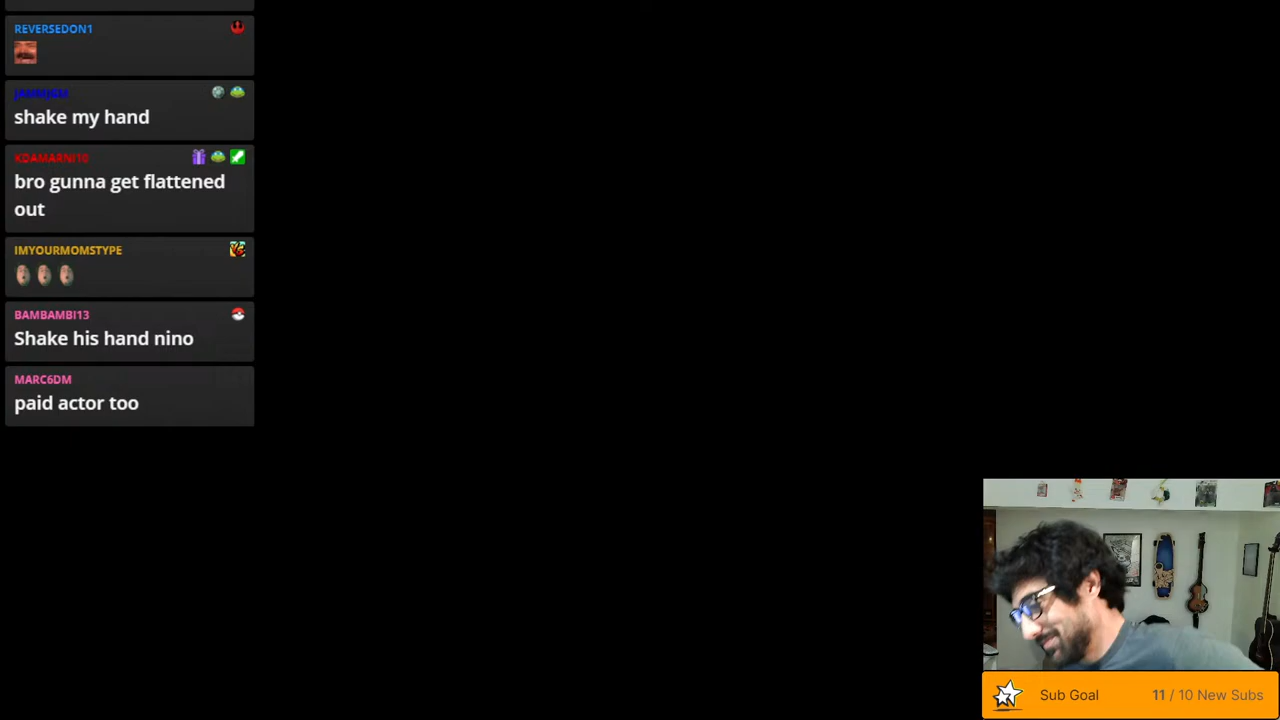 REVERSEDON1
shake my hand
KDAMARNI10
bro gunna get flattened
out
IMYOURMOMSTYPE
BAMBAMBI13
Shake his hand nino
MARC6DM
paid actor too
Sub Goal 11 / 10 New Subs